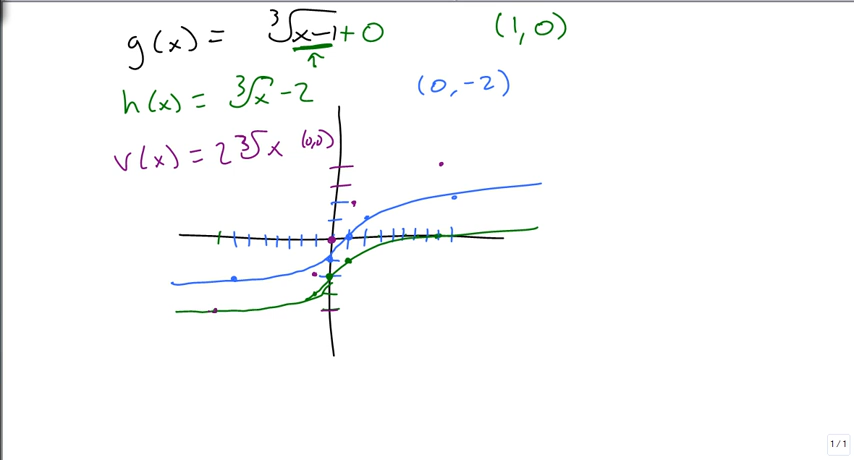 g(x) = ∛x-1 + 0 (1, 0)
h(x) = ∛x - 2 (0, -2)
v(x) = 2∛x (0,0)
1 / 1